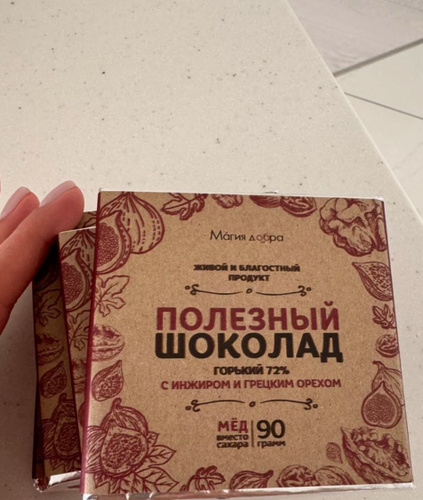 Магия добра
ЖИВОЙ И БЛАГОСТНЫЙ
ПРОДУКТ
ПОЛЕЗНЫЙ
ШОКОЛАД
ГОРЬКИЙ 72%
С ИНЖИРОМ И ГРЕЦКИМ ОРЕХОМ
МЁД
вместо
сахара
90
грамм